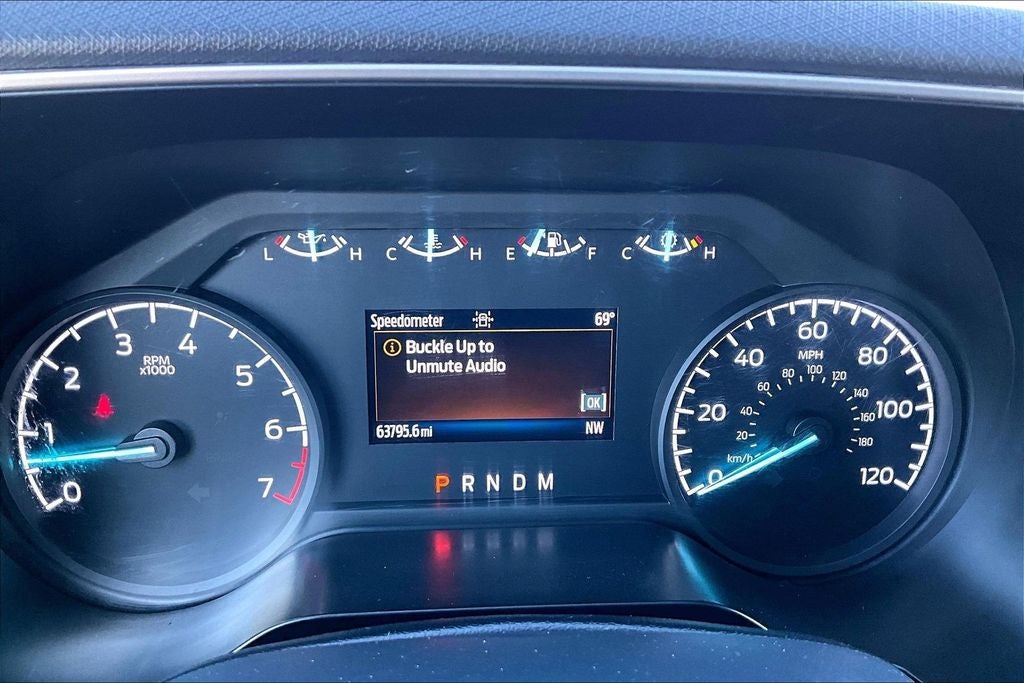 L H C H E F C H
Speedometer 69°
Buckle Up to
Unmute Audio
OK
63795.6 mi NW
P R N D M
0 1 2 3 4 5 6 7
RPM
x1000
0 20 40 60 80 100 120
MPH
20 40 60 80 100 120 140 160 180
km/h